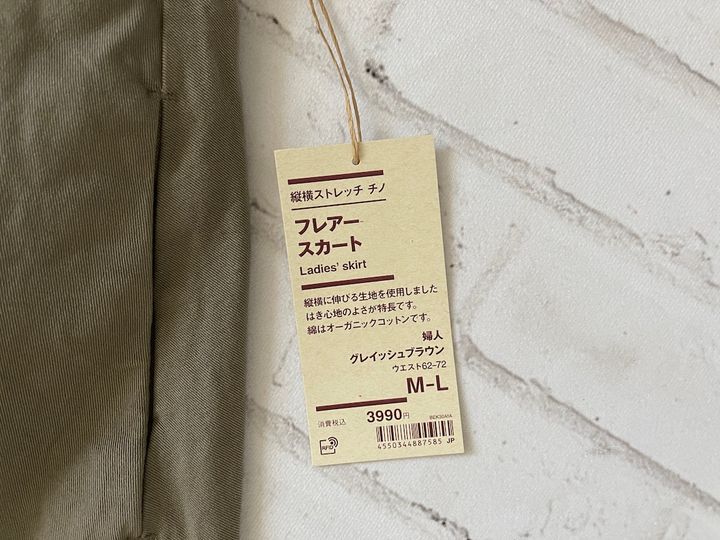 縦横ストレッチ チノ
フレアー
スカート
Ladies' skirt
縦横に伸びる生地を使用しました
はき心地のよさが特長です。
綿はオーガニックコットンです。
婦人
グレイッシュブラウン
ウエスト62-72
M-L
消費税込 3990円
4550344887585 JP
RFID